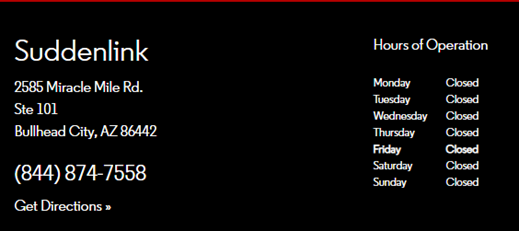 Suddenlink
2585 Miracle Mile Rd.
Ste 101
Bullhead City, AZ 86442
(844) 874-7558
Get Directions »
Hours of Operation
Monday Closed
Tuesday Closed
Wednesday Closed
Thursday Closed
Friday Closed
Saturday Closed
Sunday Closed